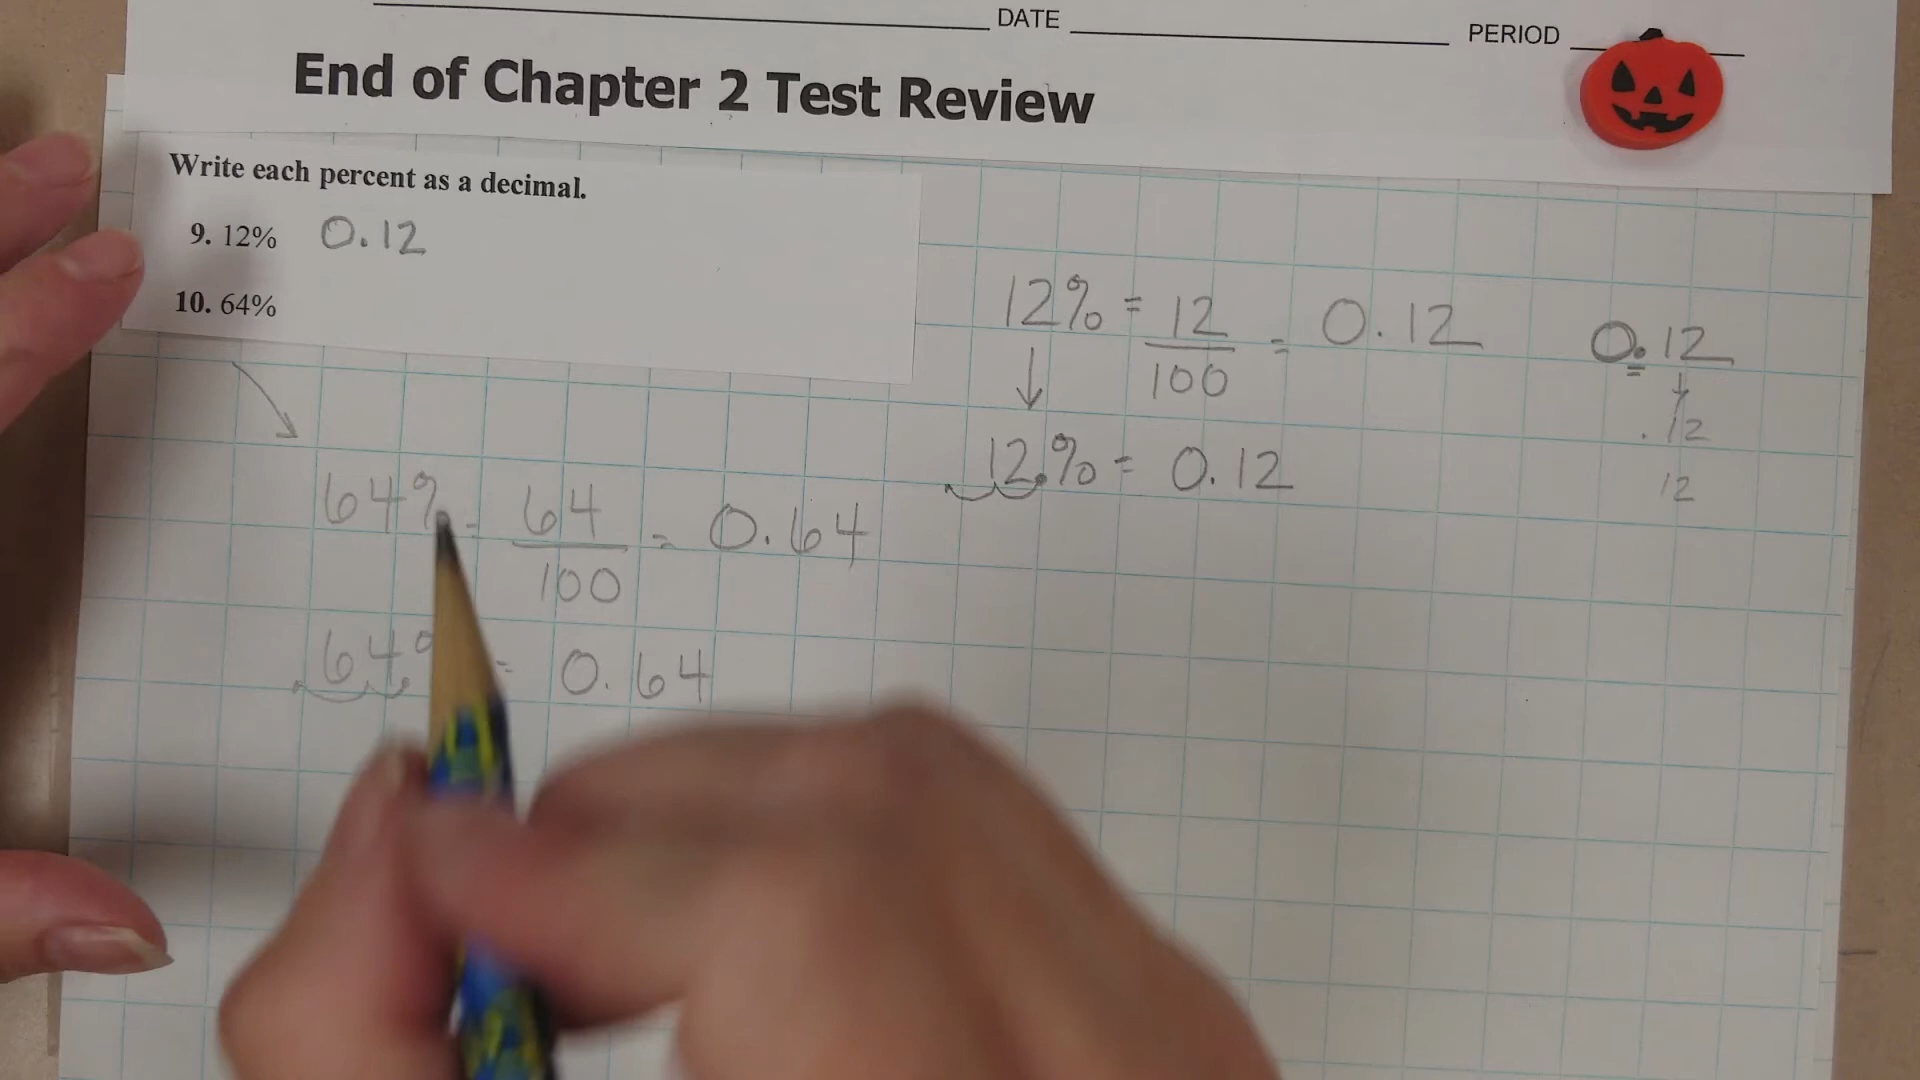 DATE PERIOD
End of Chapter 2 Test Review
Write each percent as a decimal.
9. 12% 0.12
10. 64%
12% = 12/100 = 0.12
12.% = 0.12
0.12
.12
12
64% = 64/100 = 0.64
64% = 0.64